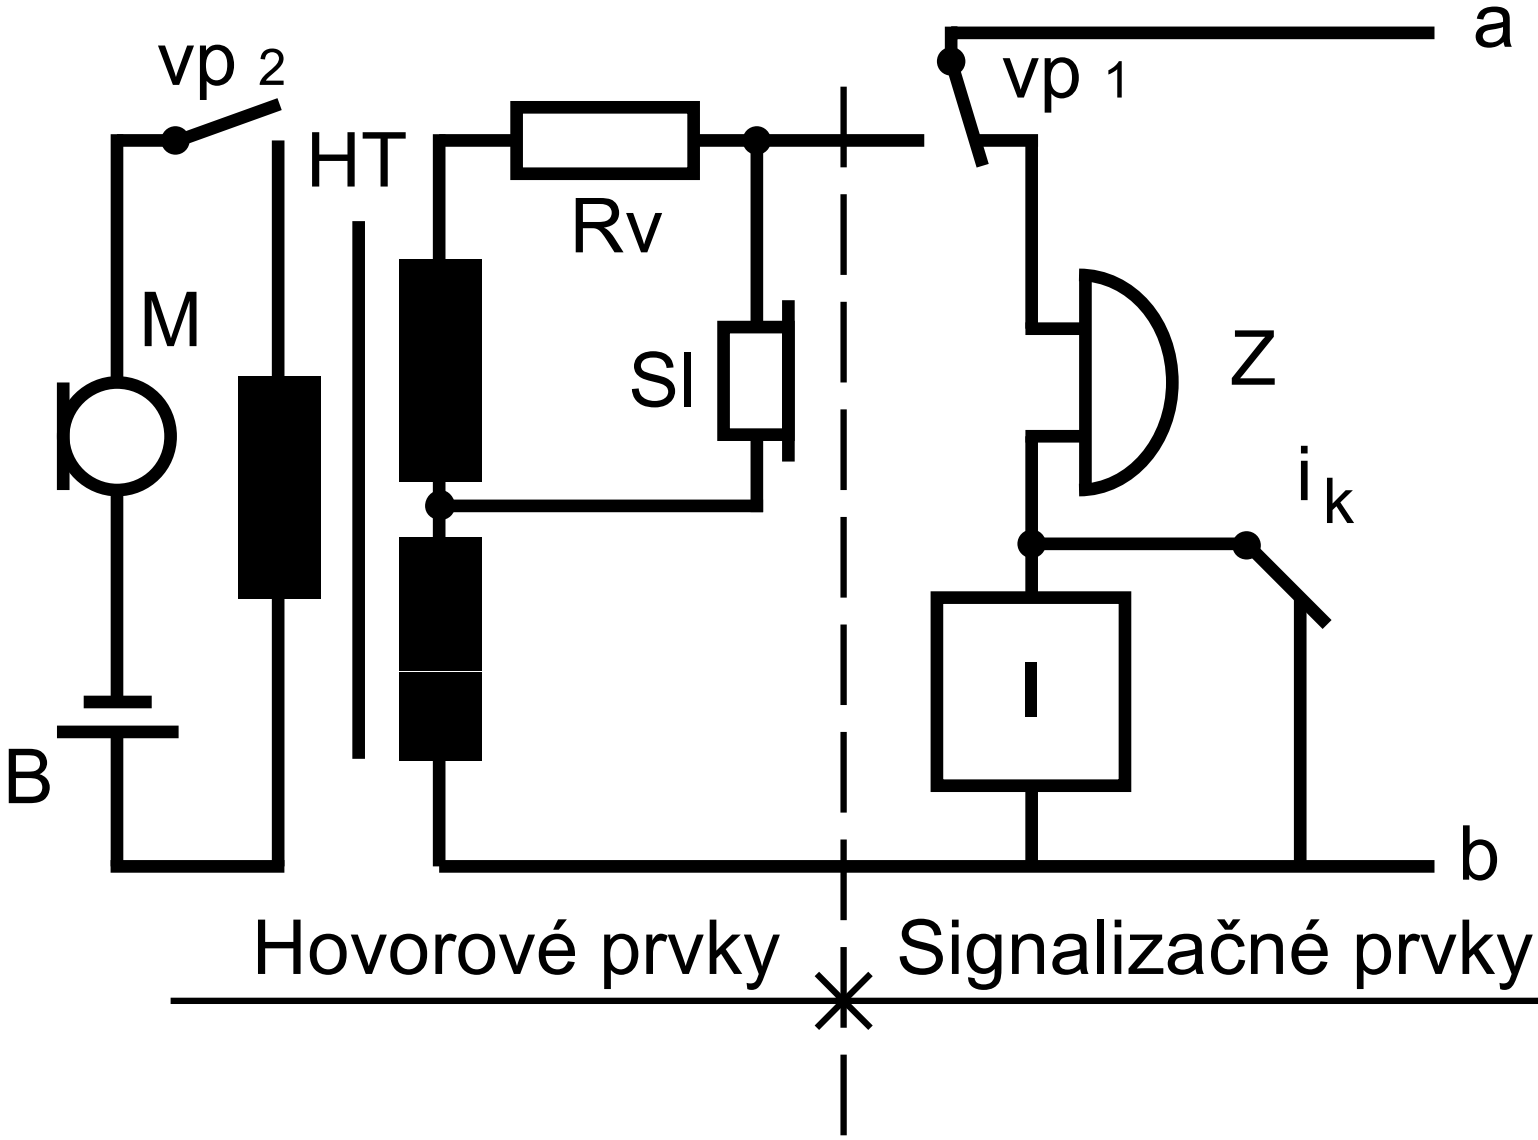 a
vp 2
vp 1
HT
Rv
M
Z
Sl
i k
I
B
b
Hovorové prvky
Signalizačné prvky